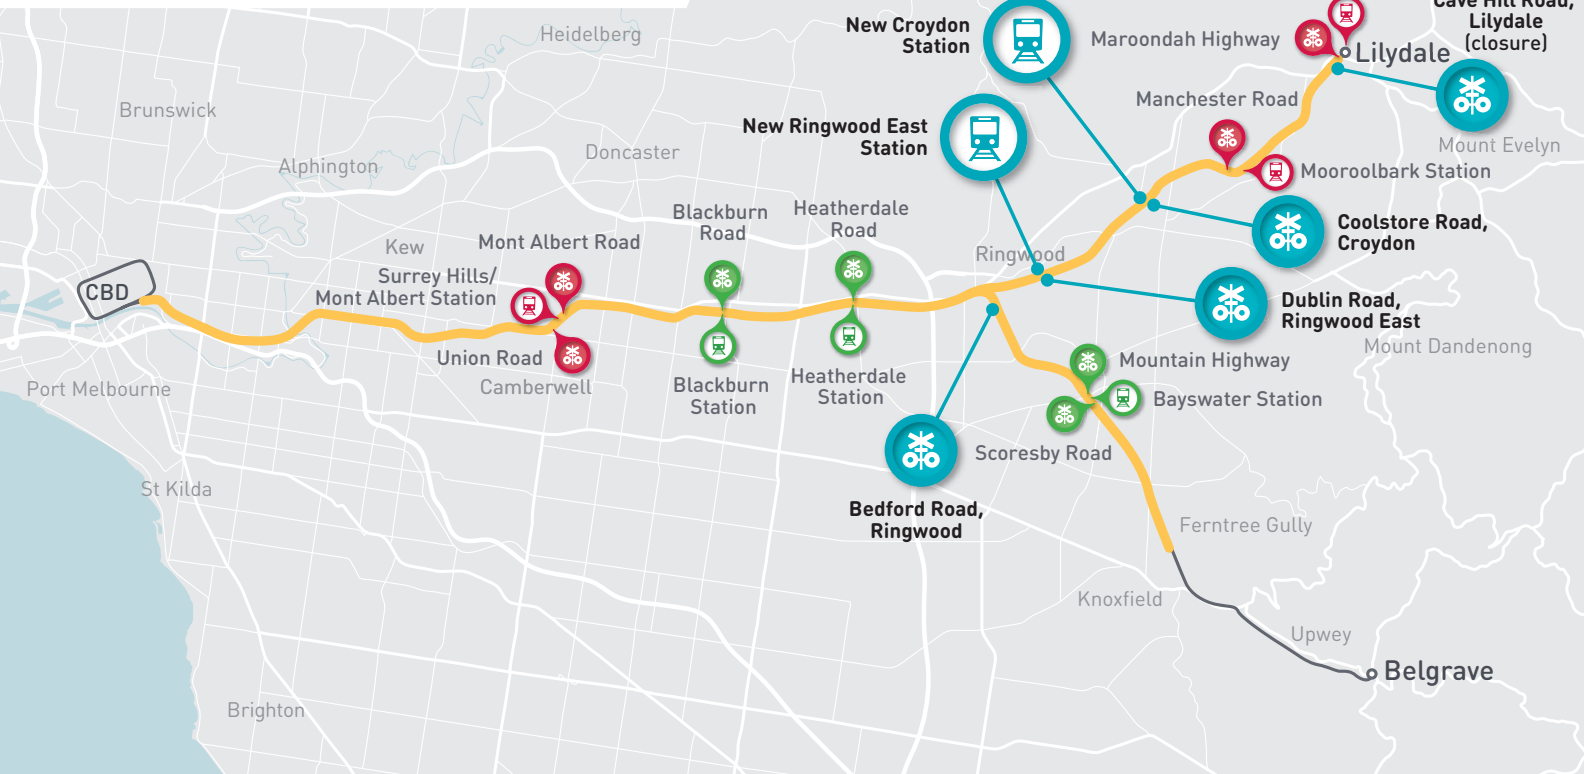 Cave Hill Road,
Lilydale
(closure)
New Croydon
Station
Maroondah Highway
Lilydale
Heidelberg
Manchester Road
Brunswick
New Ringwood East
Station
Mount Evelyn
Doncaster
Alphington
Mooroolbark Station
Blackburn
Road
Heatherdale
Road
Coolstore Road,
Croydon
Kew
Mont Albert Road
Ringwood
Surrey Hills/
Mont Albert Station
CBD
Dublin Road,
Ringwood East
Mount Dandenong
Union Road
Mountain Highway
Camberwell
Port Melbourne
Blackburn
Station
Heatherdale
Station
Bayswater Station
Scoresby Road
St Kilda
Bedford Road,
Ringwood
Ferntree Gully
Knoxfield
Upwey
Belgrave
Brighton